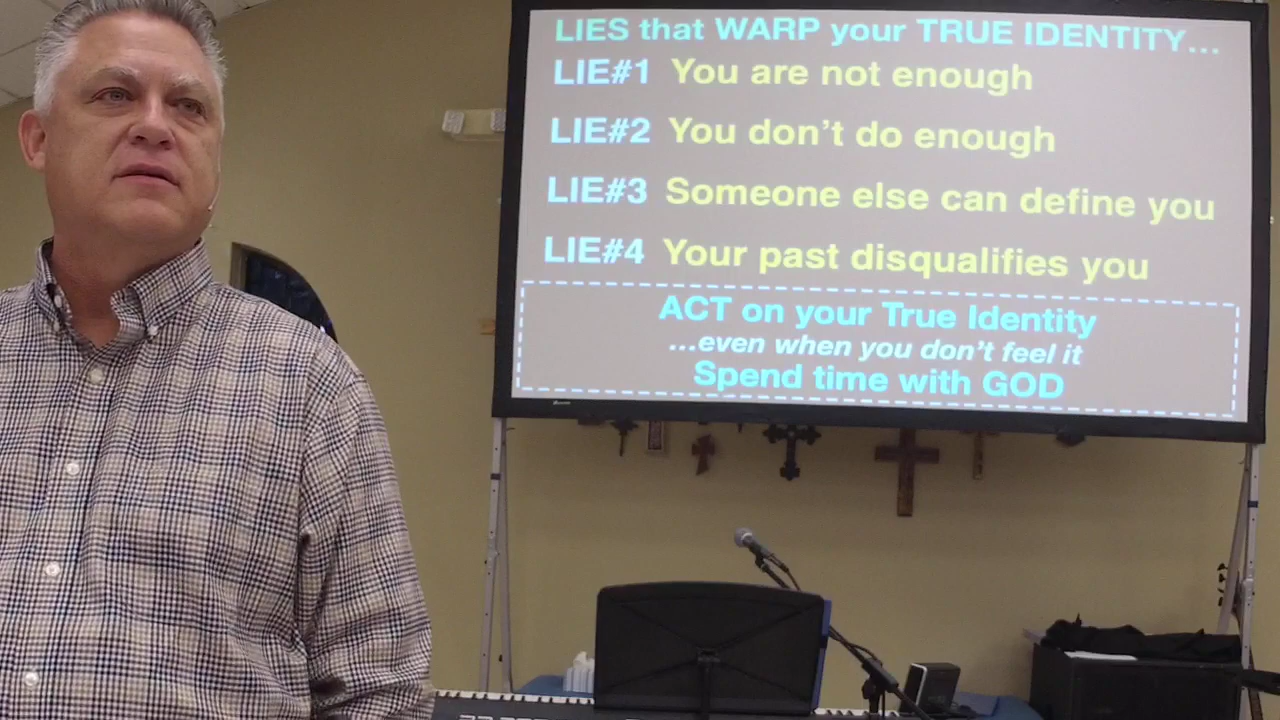 LIES that WARP your TRUE IDENTITY...
LIE#1 You are not enough
LIE#2 You don't do enough
LIE#3 Someone else can define you
LIE#4 Your past disqualifies you
ACT on your True Identity
...even when you don't feel it
Spend time with GOD